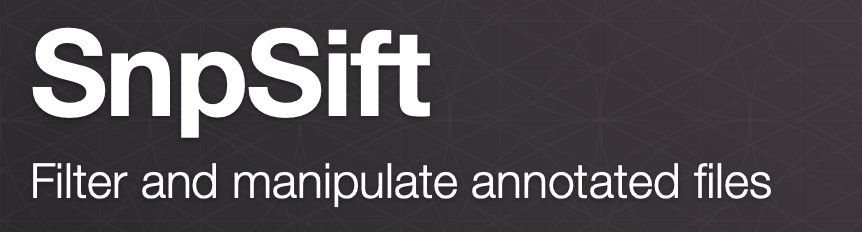 SnpSift
Filter and manipulate annotated files